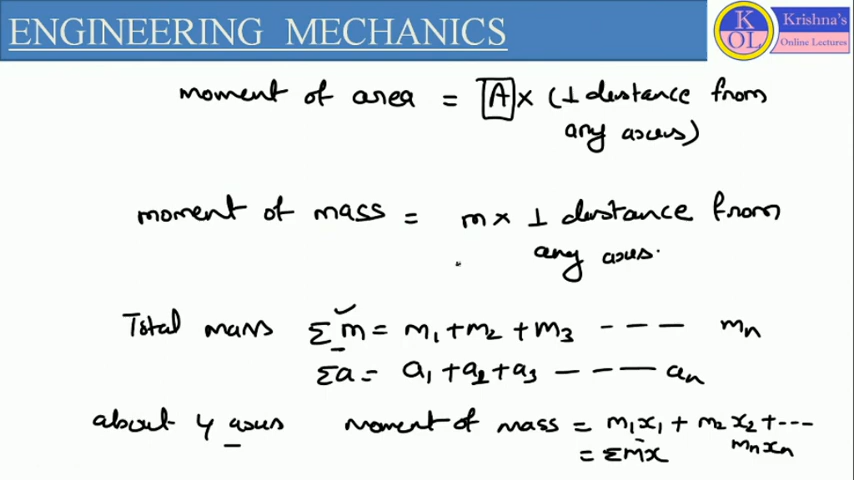 ENGINEERING MECHANICS
K
OL
Krishna's
Online Lectures
moment of area = A × (⊥ distance from
any axis)
moment of mass = m × ⊥ distance from
any axis.
Total mass Σm = m₁ + m₂ + m₃ - - - - mₙ
Σa = a₁ + a₂ + a₃ - - - - aₙ
about y axis moment of mass = m₁x₁ + m₂x₂ + ---
mₙxₙ
= Σmx